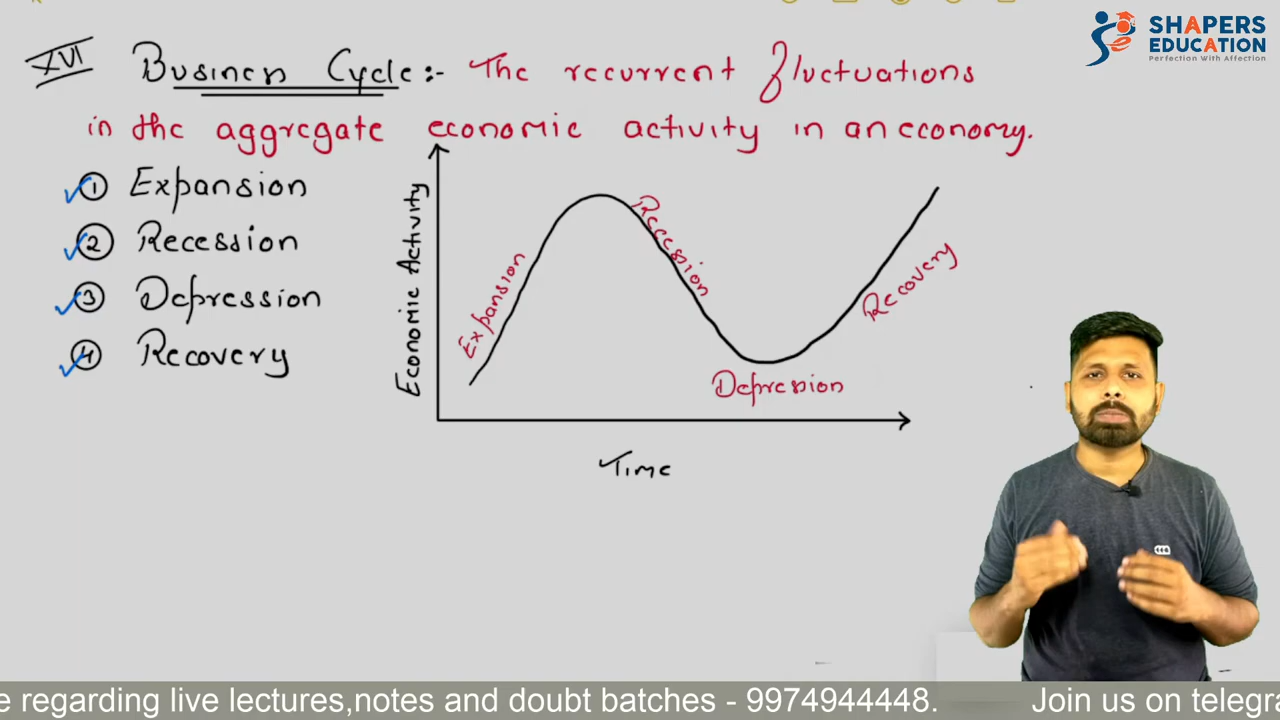 SHAPERS
EDUCATION
Perfection With Affection
XVI Business Cycle:- The recurrent fluctuations
in the aggregate economic activity in an economy.
① Expansion
② Recession
③ Depression
④ Recovery
Economic Activity
Expansion
Recession
Depression
Recovery
Time
e regarding live lectures,notes and doubt batches - 9974944448. Join us on telegra